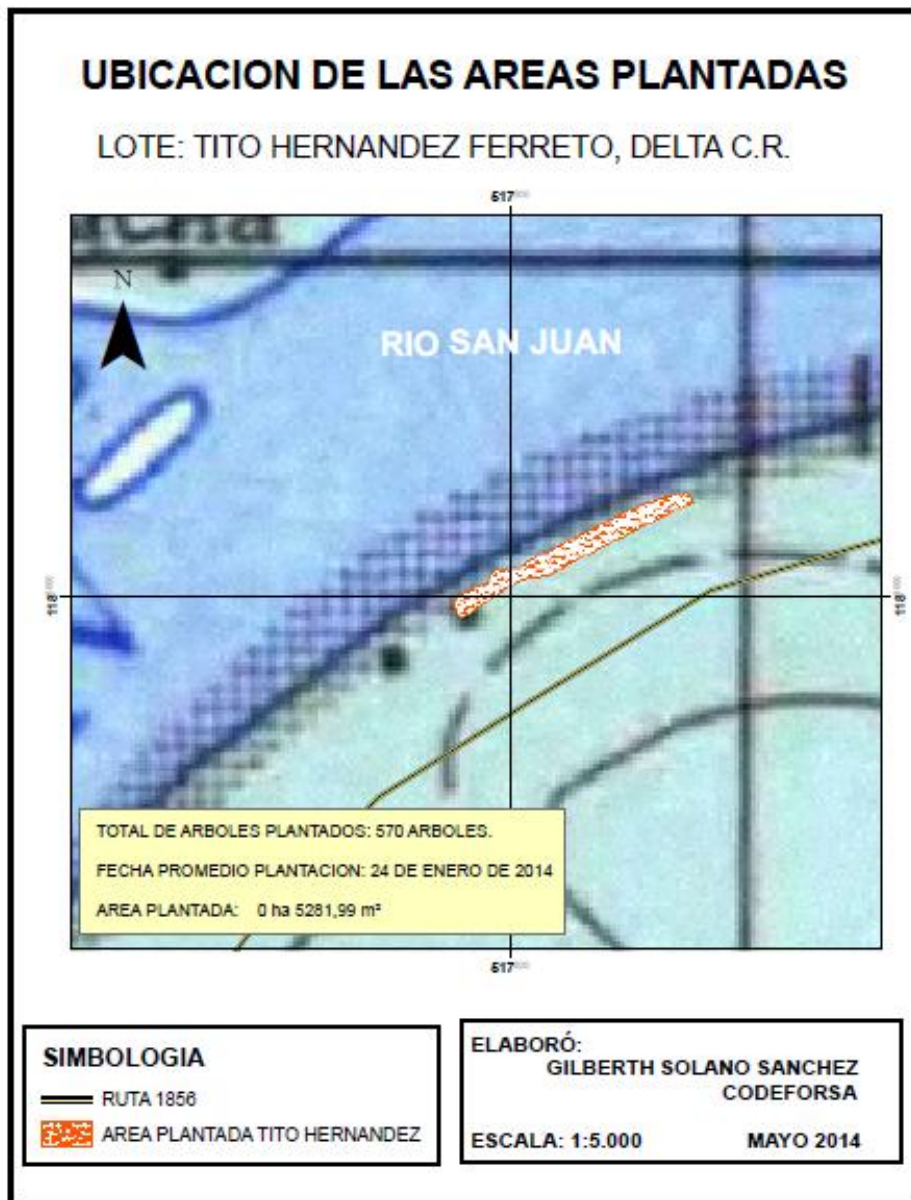 UBICACION DE LAS AREAS PLANTADAS
LOTE: TITO HERNANDEZ FERRETO, DELTA C.R.
517000
N
RIO SAN JUAN
118
118
TOTAL DE ARBOLES PLANTADOS: 570 ARBOLES.
FECHA PROMEDIO PLANTACION: 24 DE ENERO DE 2014
AREA PLANTADA: 0 ha 5281,99 m²
517000
SIMBOLOGIA
RUTA 1856
AREA PLANTADA TITO HERNANDEZ
ELABORÓ:
GILBERTH SOLANO SANCHEZ
CODEFORSA
ESCALA: 1:5.000 MAYO 2014